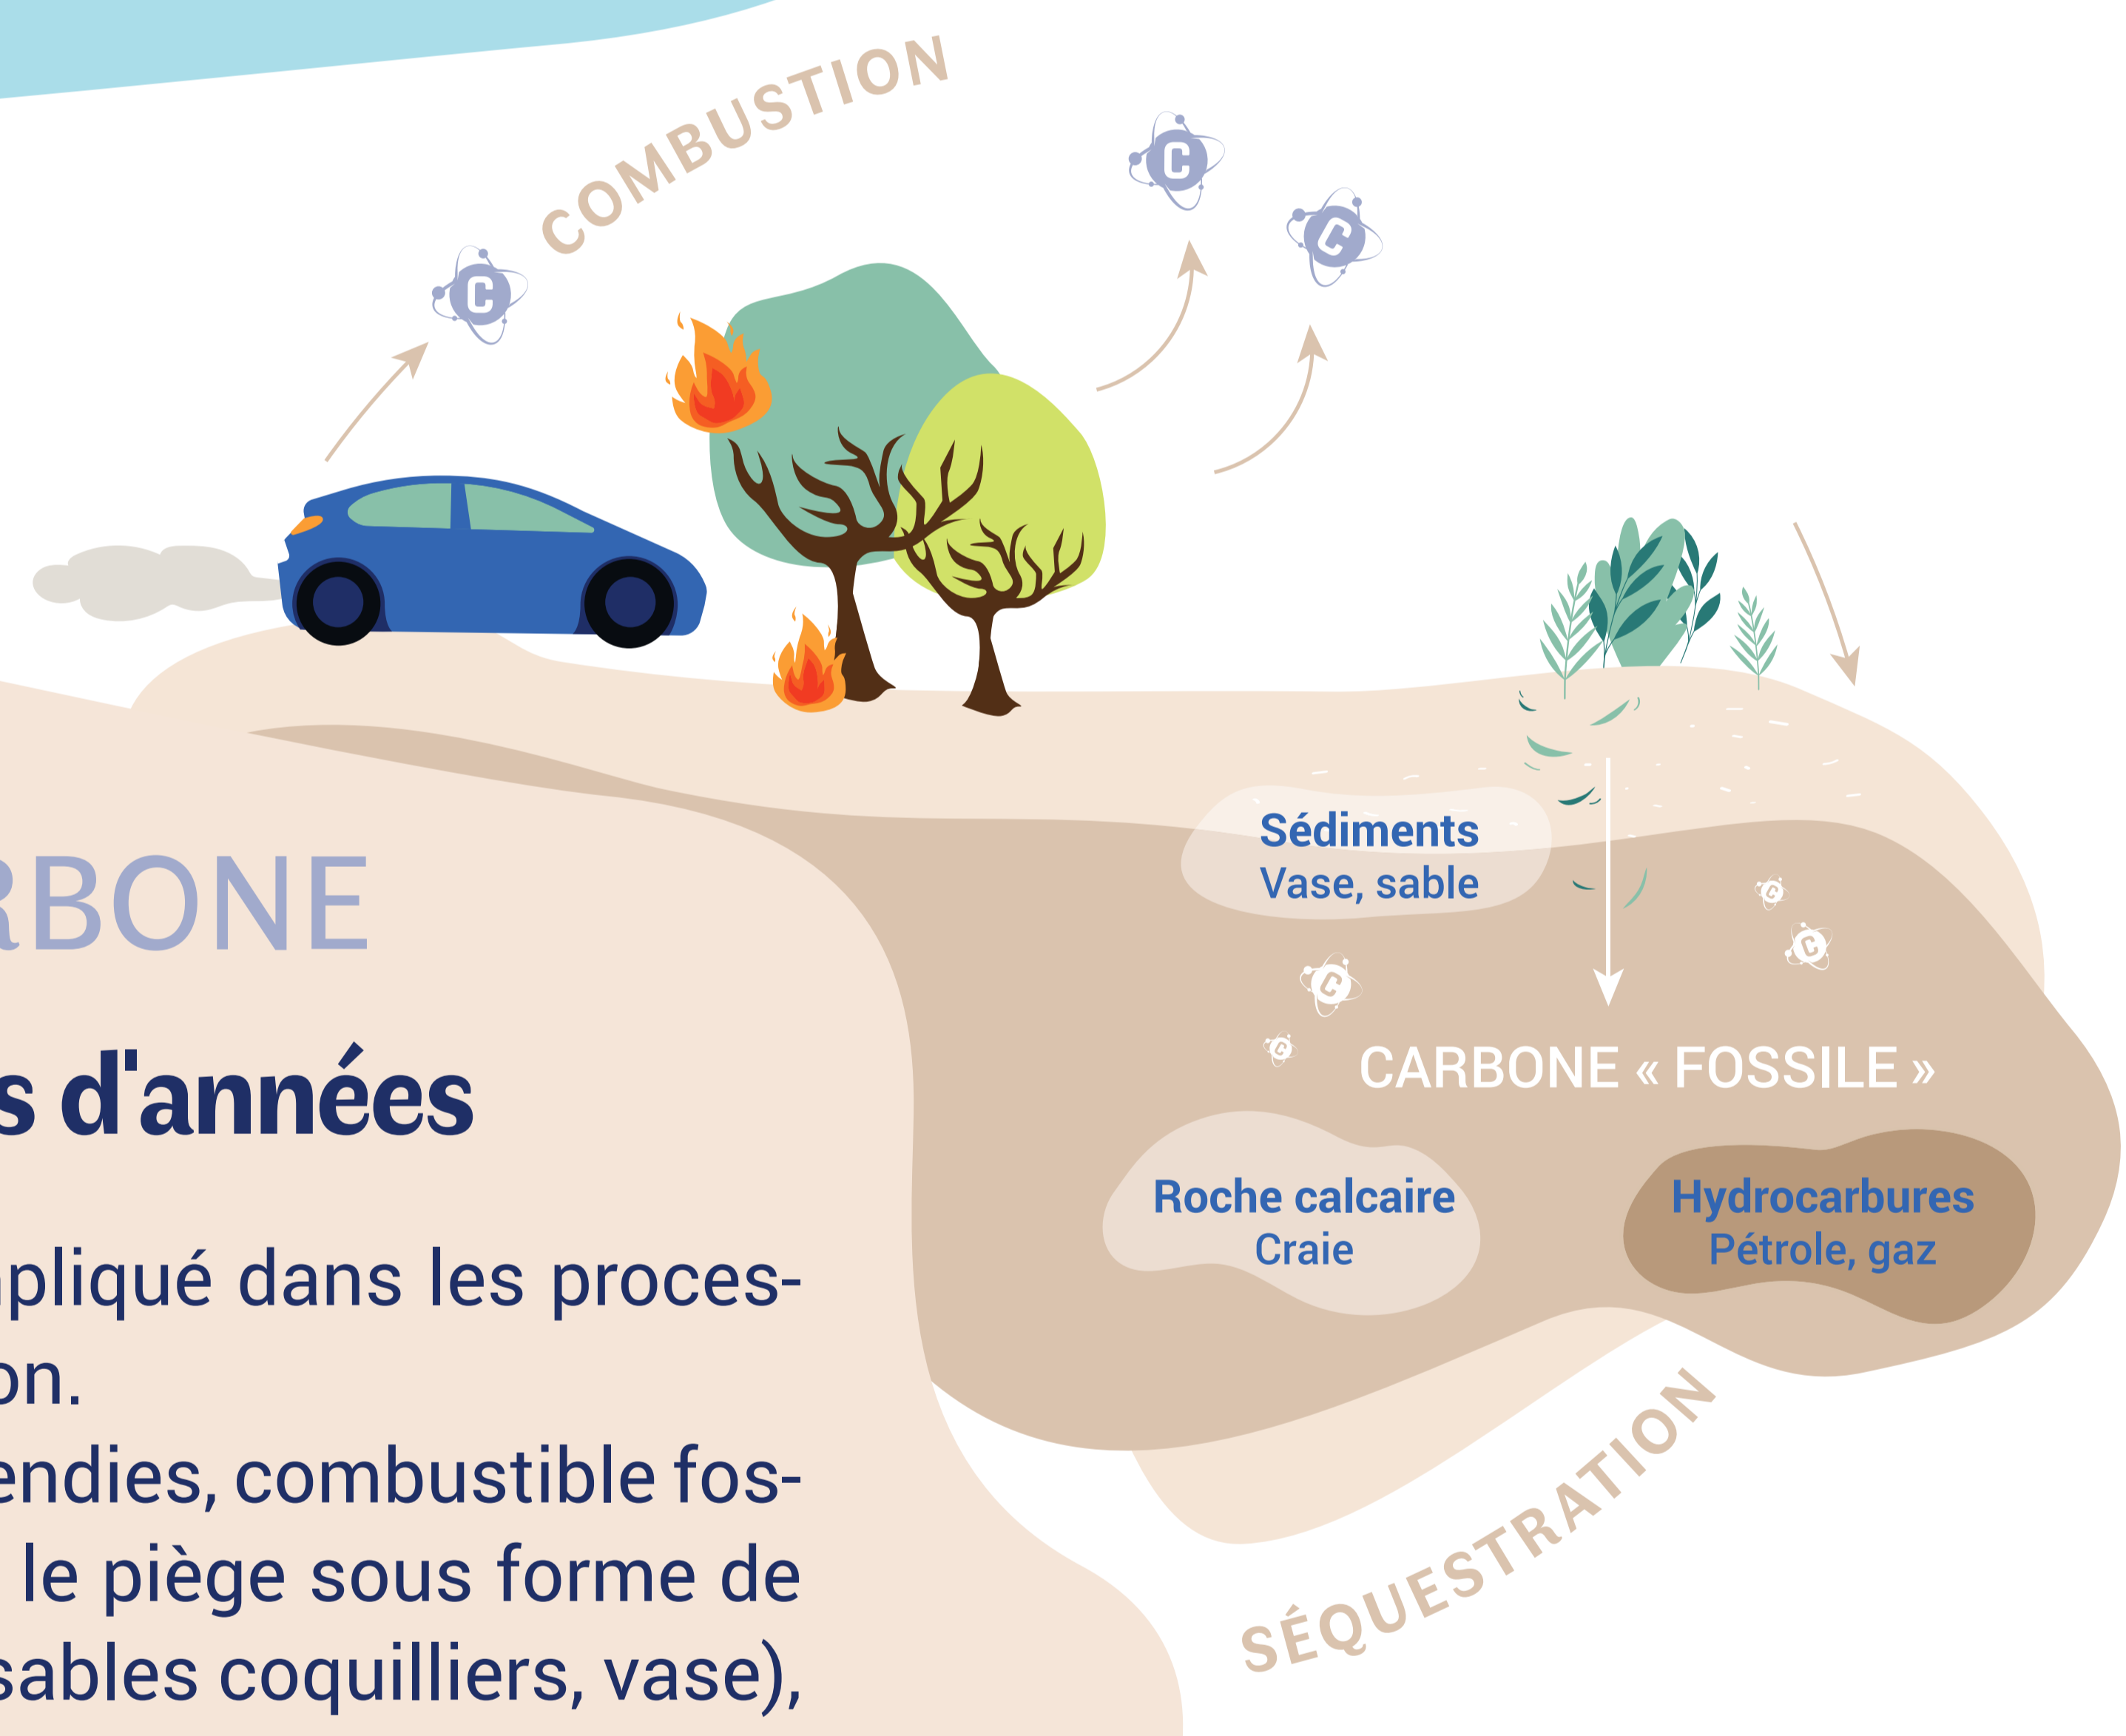 COMBUSTION
C
C
C
RBONE
s d'années
pliqué dans les proces-
on.
endies, combustible fos-
le piège sous forme de
sables coquilliers, vase),
Sédiments
Vase, sable
C
C
C
C
CARBONE « FOSSILE »
Roche calcaire
Craie
Hydrocarbures
Pétrole, gaz
SÉQUESTRATION